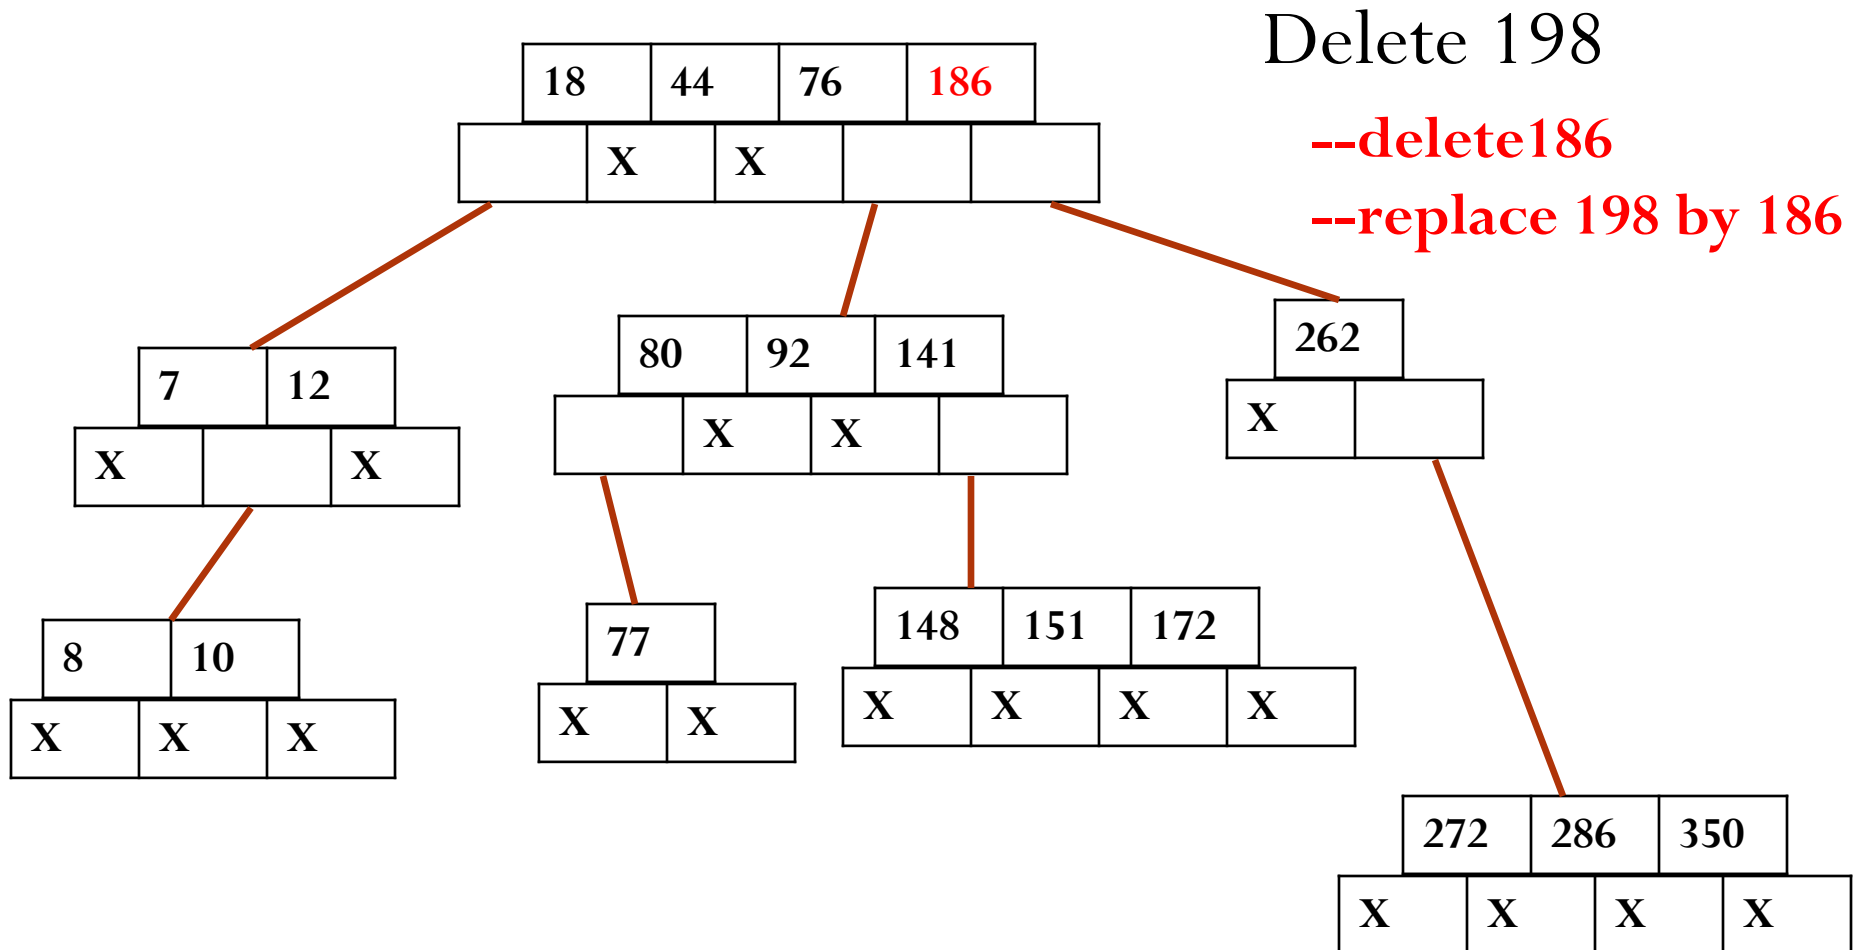 Delete 198
--delete186
--replace 198 by 186
18 44 76 186
X X
7 12
X X
80 92 141
X X
262
X
8 10
X X X
77
X X
148 151 172
X X X X
272 286 350
X X X X